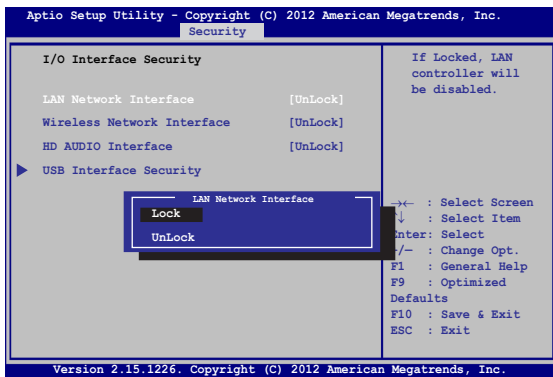 Aptio Setup Utility - Copyright (C) 2012 American Megatrends, Inc.
Security
I/O Interface Security
LAN Network Interface [UnLock]
Wireless Network Interface [UnLock]
HD AUDIO Interface [UnLock]
USB Interface Security
LAN Network Interface
Lock
UnLock
If Locked, LAN
controller will
be disabled.
→← : Select Screen
↓ : Select Item
Enter: Select
/— : Change Opt.
F1 : General Help
F9 : Optimized
Defaults
F10 : Save & Exit
ESC : Exit
Version 2.15.1226. Copyright (C) 2012 American Megatrends, Inc.